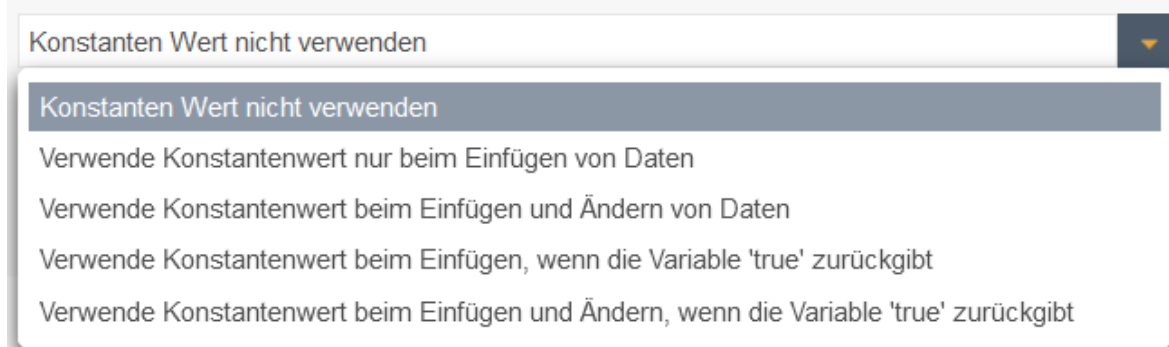 Konstanten Wert nicht verwenden
Konstanten Wert nicht verwenden
Verwende Konstantenwert nur beim Einfügen von Daten
Verwende Konstantenwert beim Einfügen und Ändern von Daten
Verwende Konstantenwert beim Einfügen, wenn die Variable 'true' zurückgibt
Verwende Konstantenwert beim Einfügen und Ändern, wenn die Variable 'true' zurückgibt